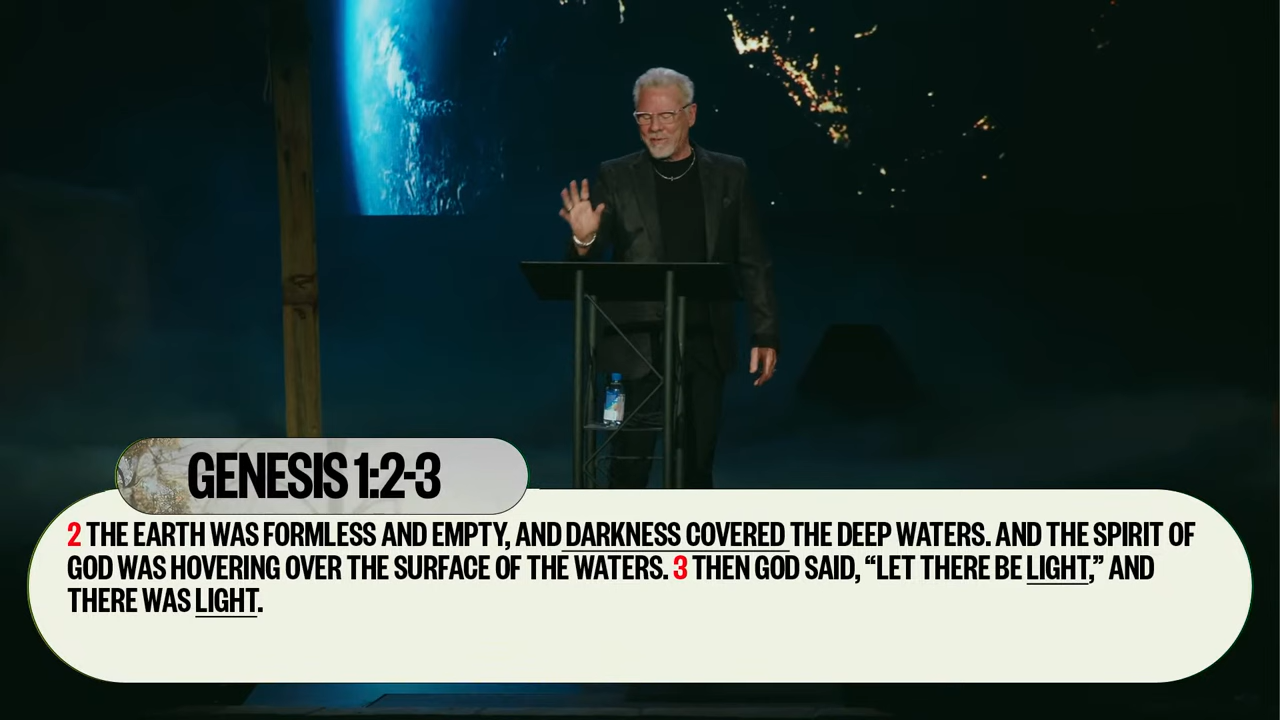 GENESIS 1:2-3
2 THE EARTH WAS FORMLESS AND EMPTY, AND DARKNESS COVERED THE DEEP WATERS. AND THE SPIRIT OF
GOD WAS HOVERING OVER THE SURFACE OF THE WATERS. 3 THEN GOD SAID, “LET THERE BE LIGHT,” AND
THERE WAS LIGHT.